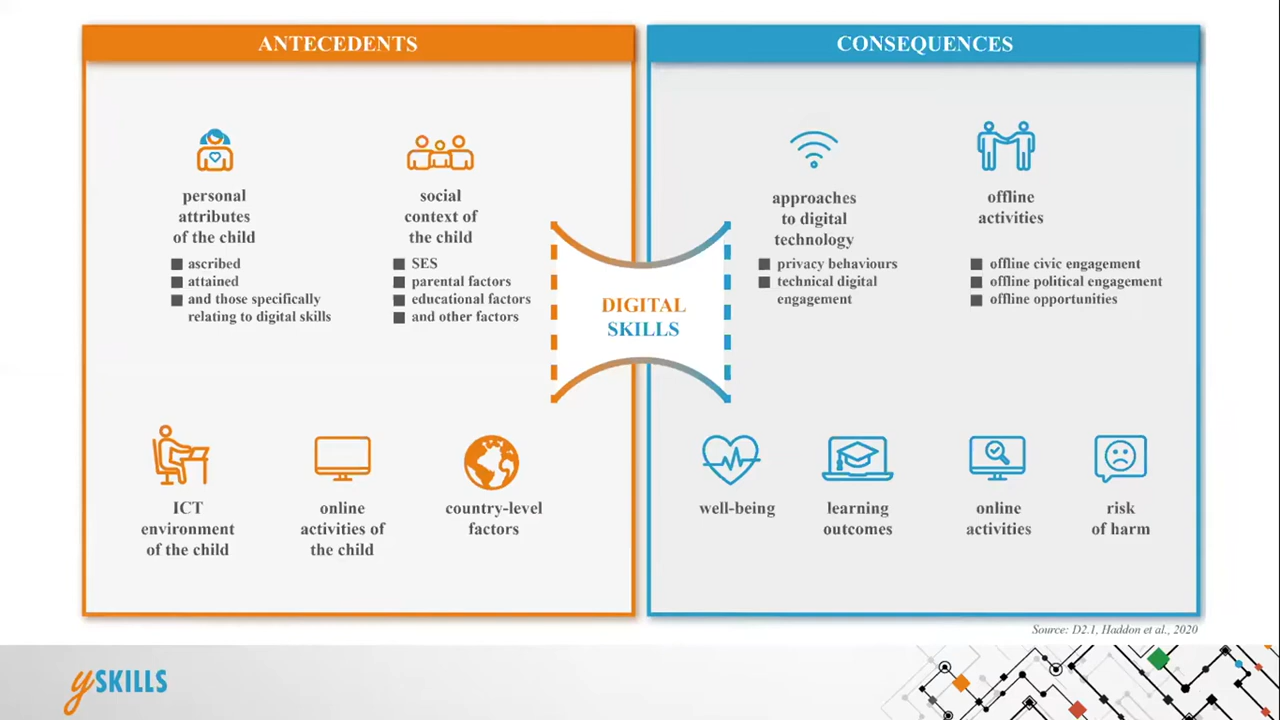 ANTECEDENTS
personal
attributes
of the child
ascribed
attained
and those specifically
relating to digital skills
social
context of
the child
SES
parental factors
educational factors
and other factors
ICT
environment
of the child
online
activities of
the child
country-level
factors
DIGITAL
SKILLS
CONSEQUENCES
approaches
to digital
technology
privacy behaviours
technical digital
engagement
offline
activities
offline civic engagement
offline political engagement
offline opportunities
well-being
learning
outcomes
online
activities
risk
of harm
Source: D2.1, Haddon et al., 2020
ySKILLS